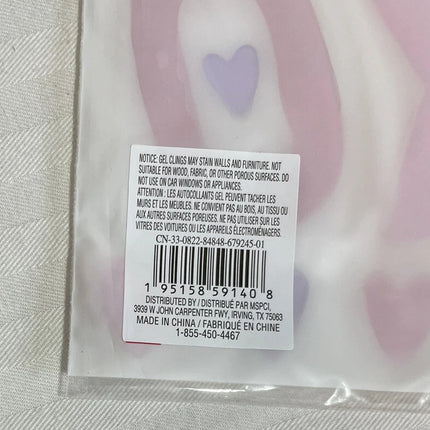 NOTICE: GEL CLINGS MAY STAIN WALLS AND FURNITURE. NOT
SUITABLE FOR WOOD, FABRIC, OR OTHER POROUS SURFACES. DO
NOT USE ON CAR WINDOWS OR APPLIANCES.
ATTENTION : LES AUTOCOLLANTS GEL PEUVENT TACHER LES
MURS ET LES MEUBLES. NE CONVIENT PAS AU BOIS, AU TISSU OU
AUX AUTRES SURFACES POREUSES. NE PAS UTILISER SUR LES
VITRES DES VOITURES OU LES APPAREILS ÉLECTROMÉNAGERS.
CN-33-0822-84848-679245-01
1 95158 59140 8
DISTRIBUTED BY / DISTRIBUÉ PAR MSPCI,
3939 W JOHN CARPENTER FWY, IRVING, TX 75063
MADE IN CHINA / FABRIQUÉ EN CHINE
1-855-450-4467